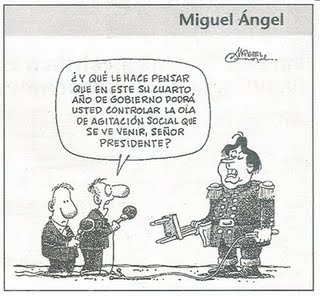 Miguel Ángel
¿Y QUÉ LE HACE PENSAR
QUE EN ESTE SU CUARTO
AÑO DE GOBIERNO PODRÁ
USTED CONTROLAR LA OLA
DE AGITACIÓN SOCIAL QUE
SE VE VENIR, SEÑOR
PRESIDENTE?